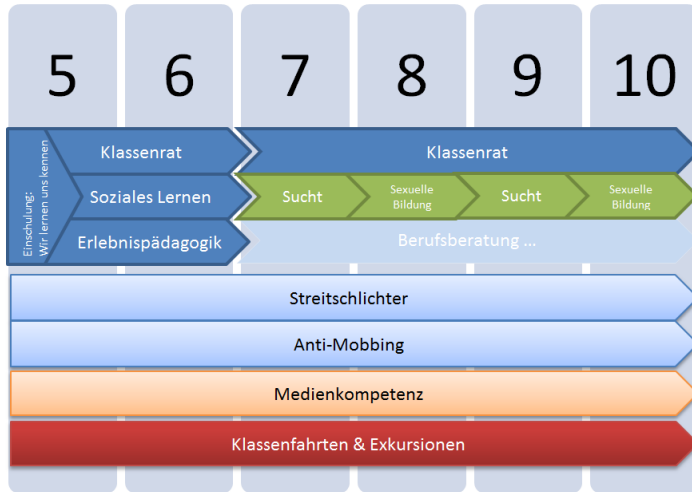 5 6 7 8 9 10
Einschulung:
Wir lernen uns kennen
Klassenrat
Klassenrat
Soziales Lernen
Sucht
Sexuelle
Bildung
Sucht
Sexuelle
Bildung
Erlebnispädagogik
Berufsberatung ...
Streitschlichter
Anti-Mobbing
Medienkompetenz
Klassenfahrten & Exkursionen